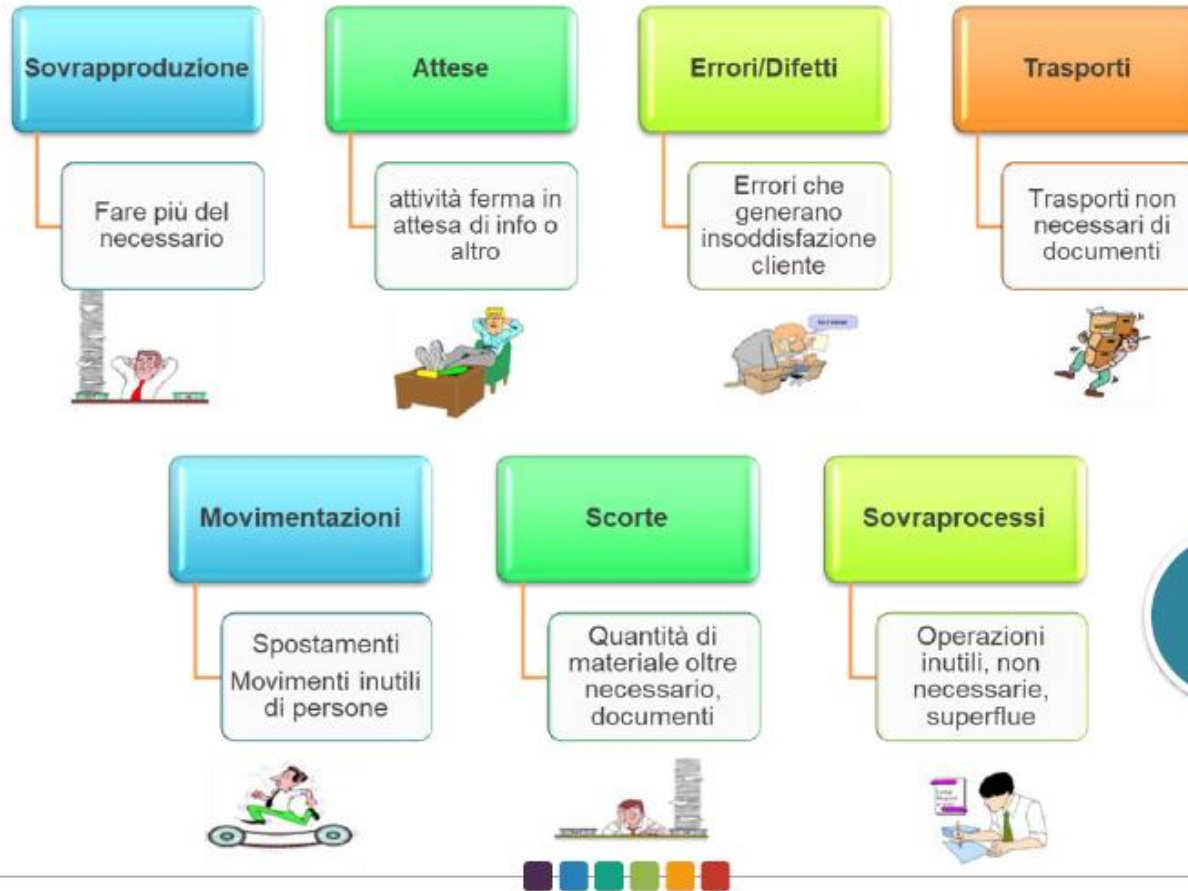 Sovrapproduzione
Fare più del
necessario
Attese
attività ferma in
attesa di info o
altro
Errori/Difetti
Errori che
generano
insoddisfazione
cliente
Trasporti
Trasporti non
necessari di
documenti
Movimentazioni
Spostamenti
Movimenti inutili
di persone
Scorte
Quantità di
materiale oltre
necessario,
documenti
Sovraprocessi
Operazioni
inutili, non
necessarie,
superflue